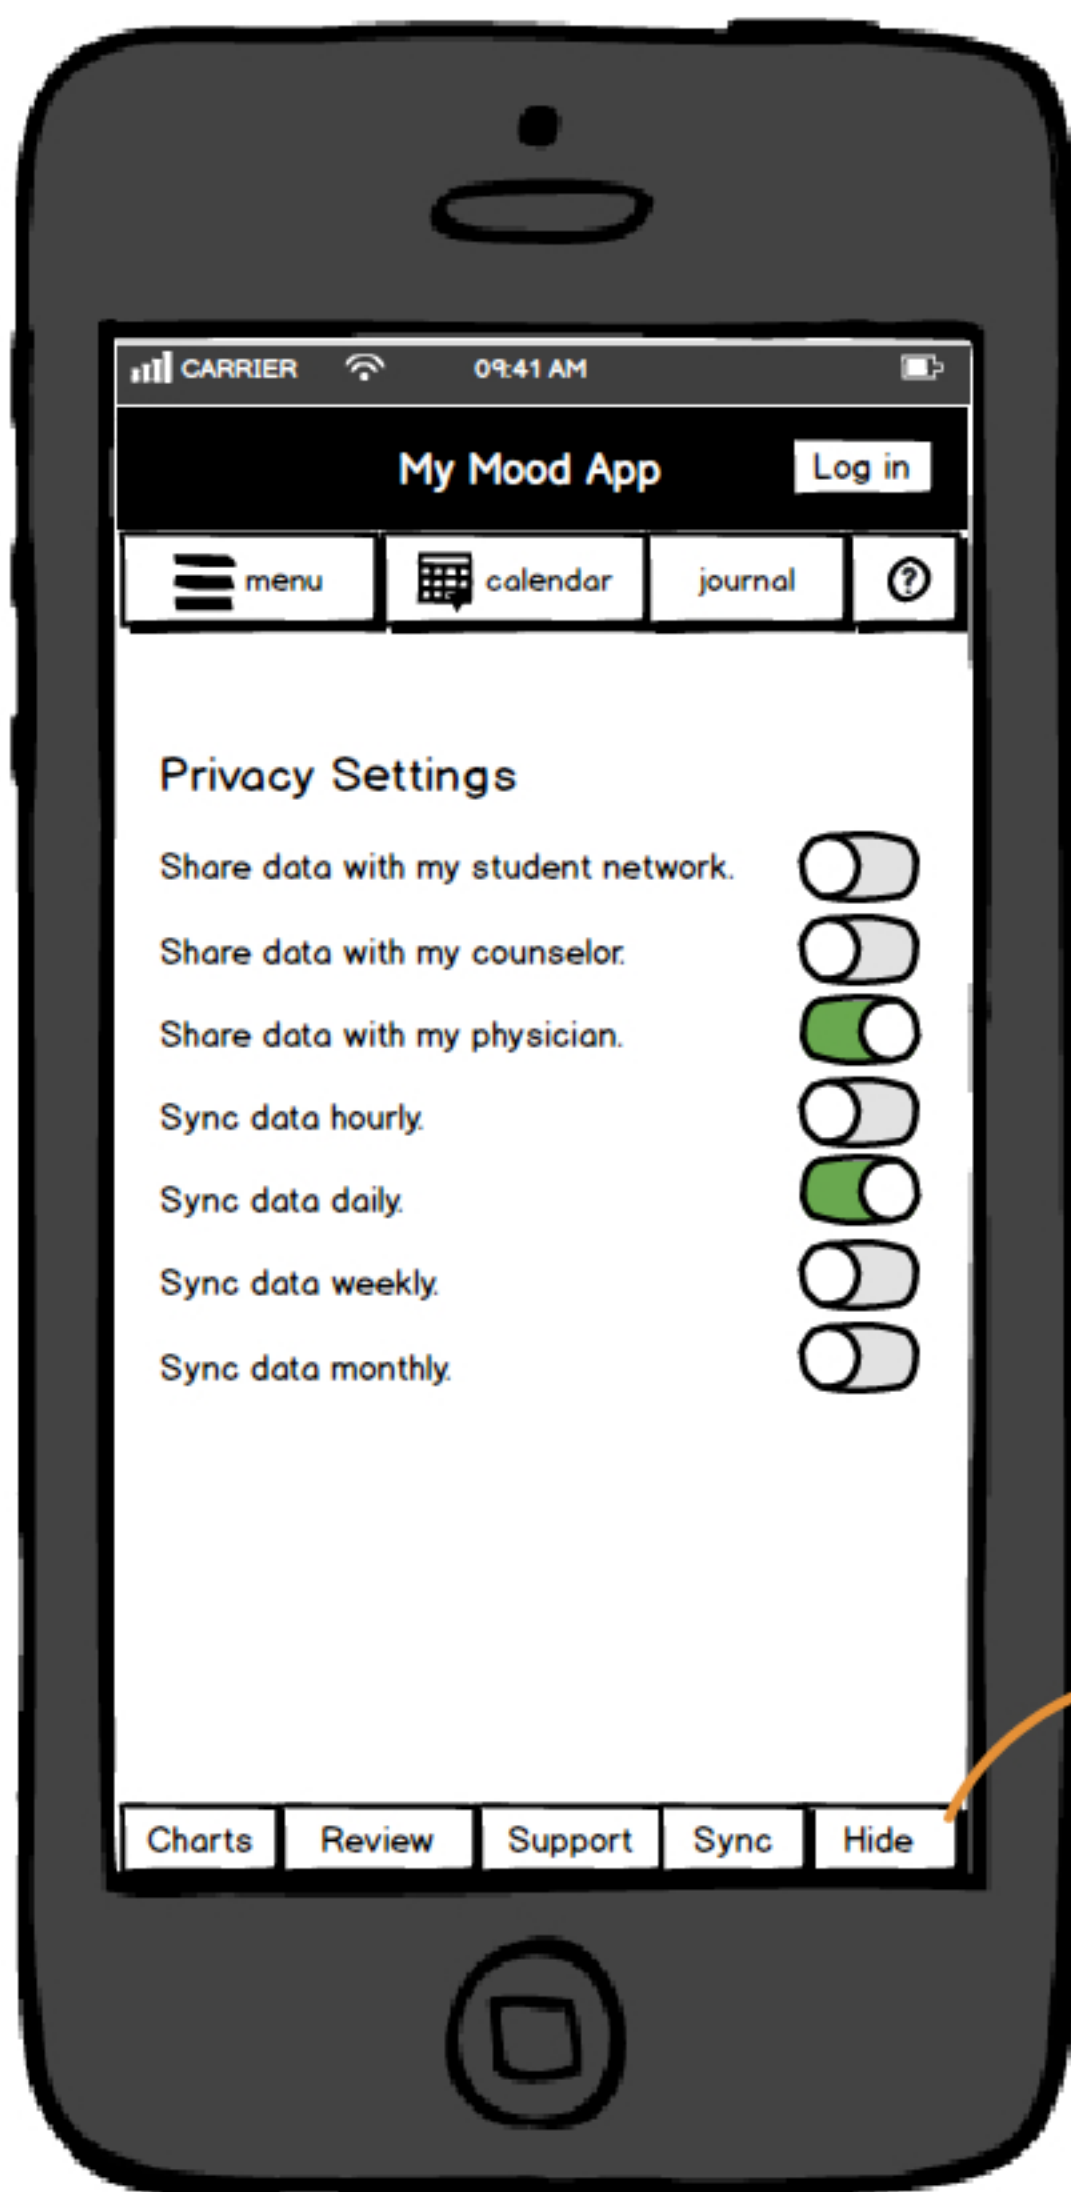 CARRIER 09:41 AM
My Mood App Log in
menu calendar journal ?
Privacy Settings
Share data with my student network.
Share data with my counselor.
Share data with my physician.
Sync data hourly.
Sync data daily.
Sync data weekly.
Sync data monthly.
Charts Review Support Sync Hide